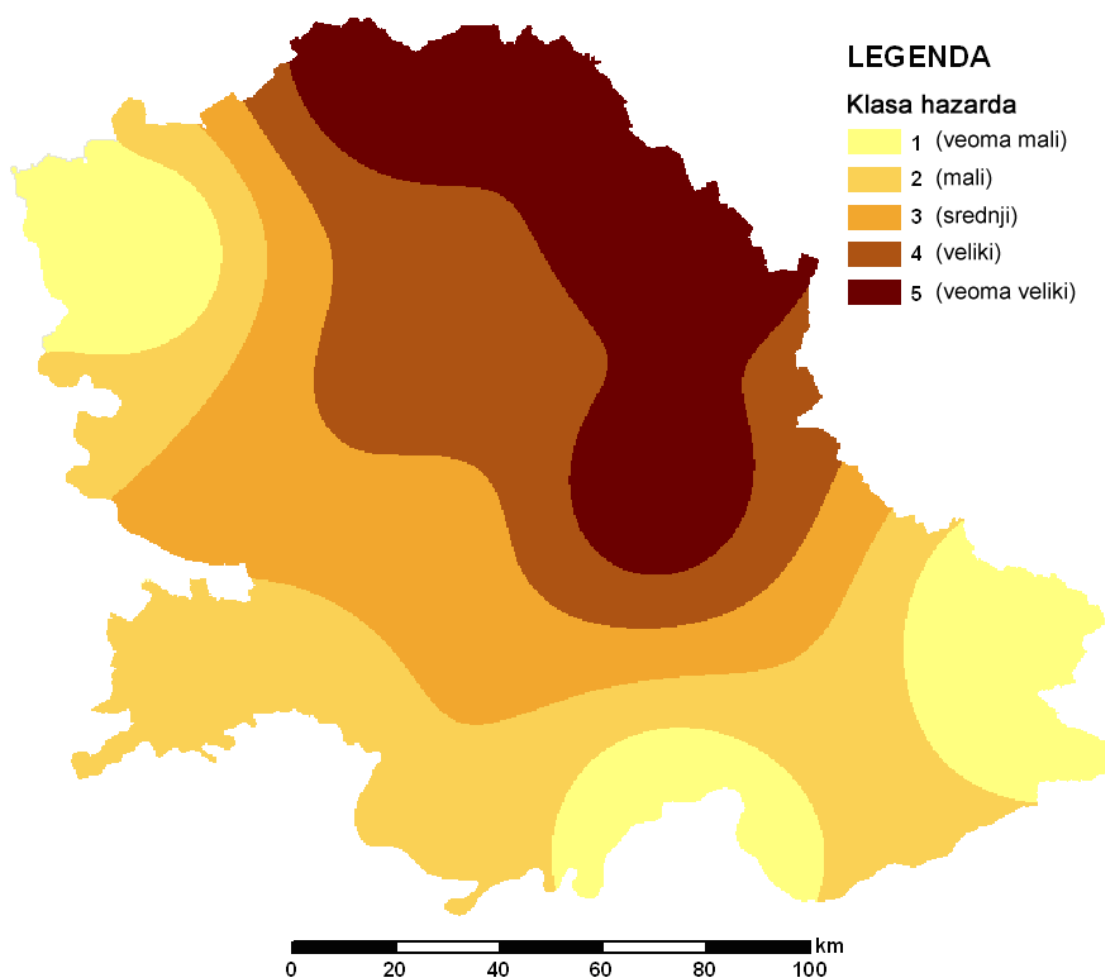 LEGENDA
Klasa hazarda
1 (veoma mali)
2 (mali)
3 (srednji)
4 (veliki)
5 (veoma veliki)
km
0 20 40 60 80 100